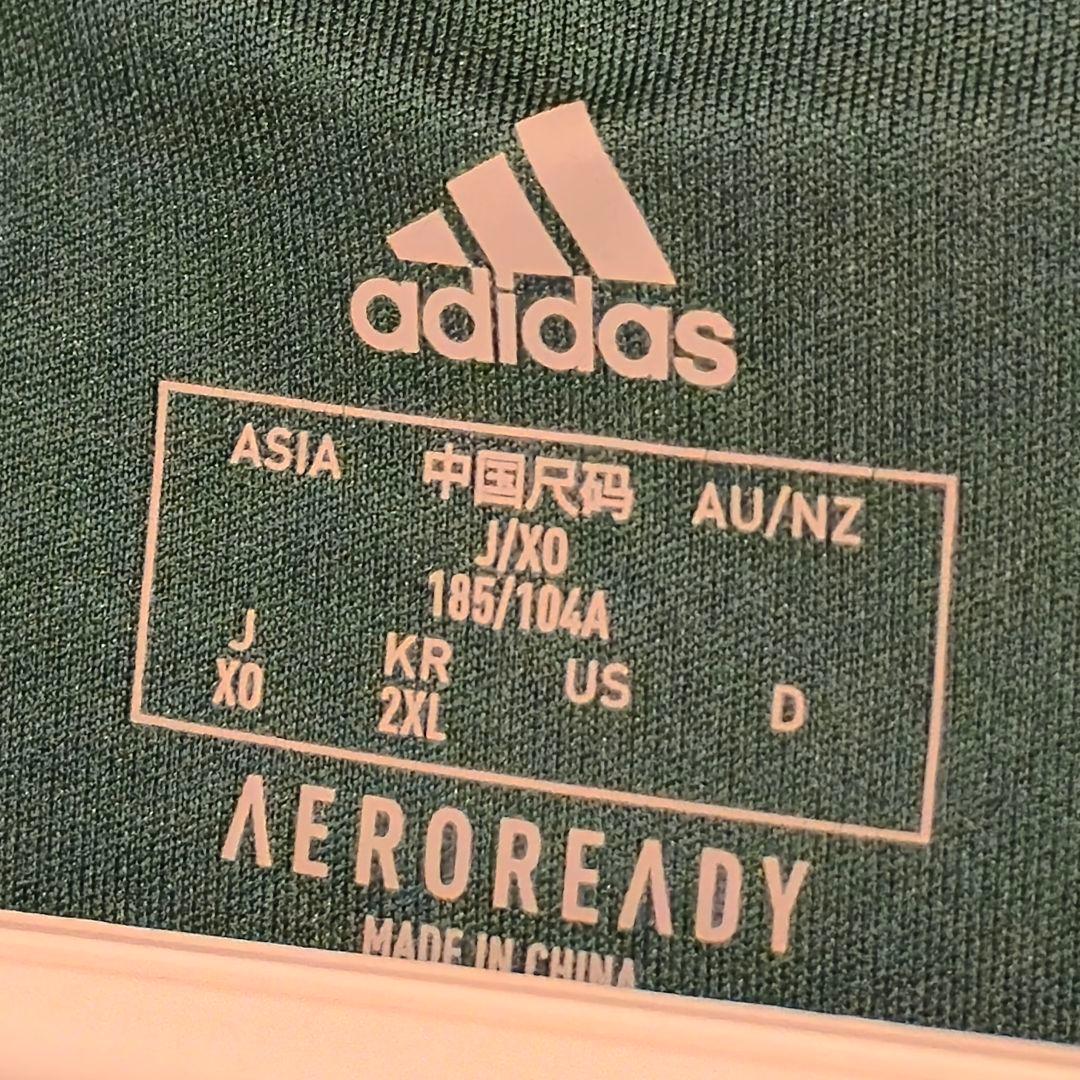 adidas
ASIA 中国尺码 AU/NZ
J/XO
185/104A
J KR US D
XO 2XL
AEROREADY
MADE IN CHINA